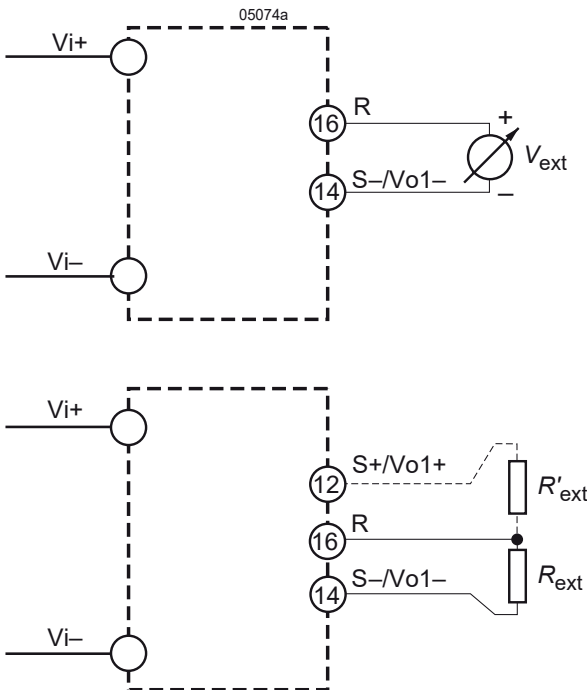 05074a
Vi+
16
R
+
Vext
14
S–/Vo1–
–
Vi–
Vi+
S+/Vo1+
12
R'ext
R
16
S–/Vo1–
14
Rext
Vi–